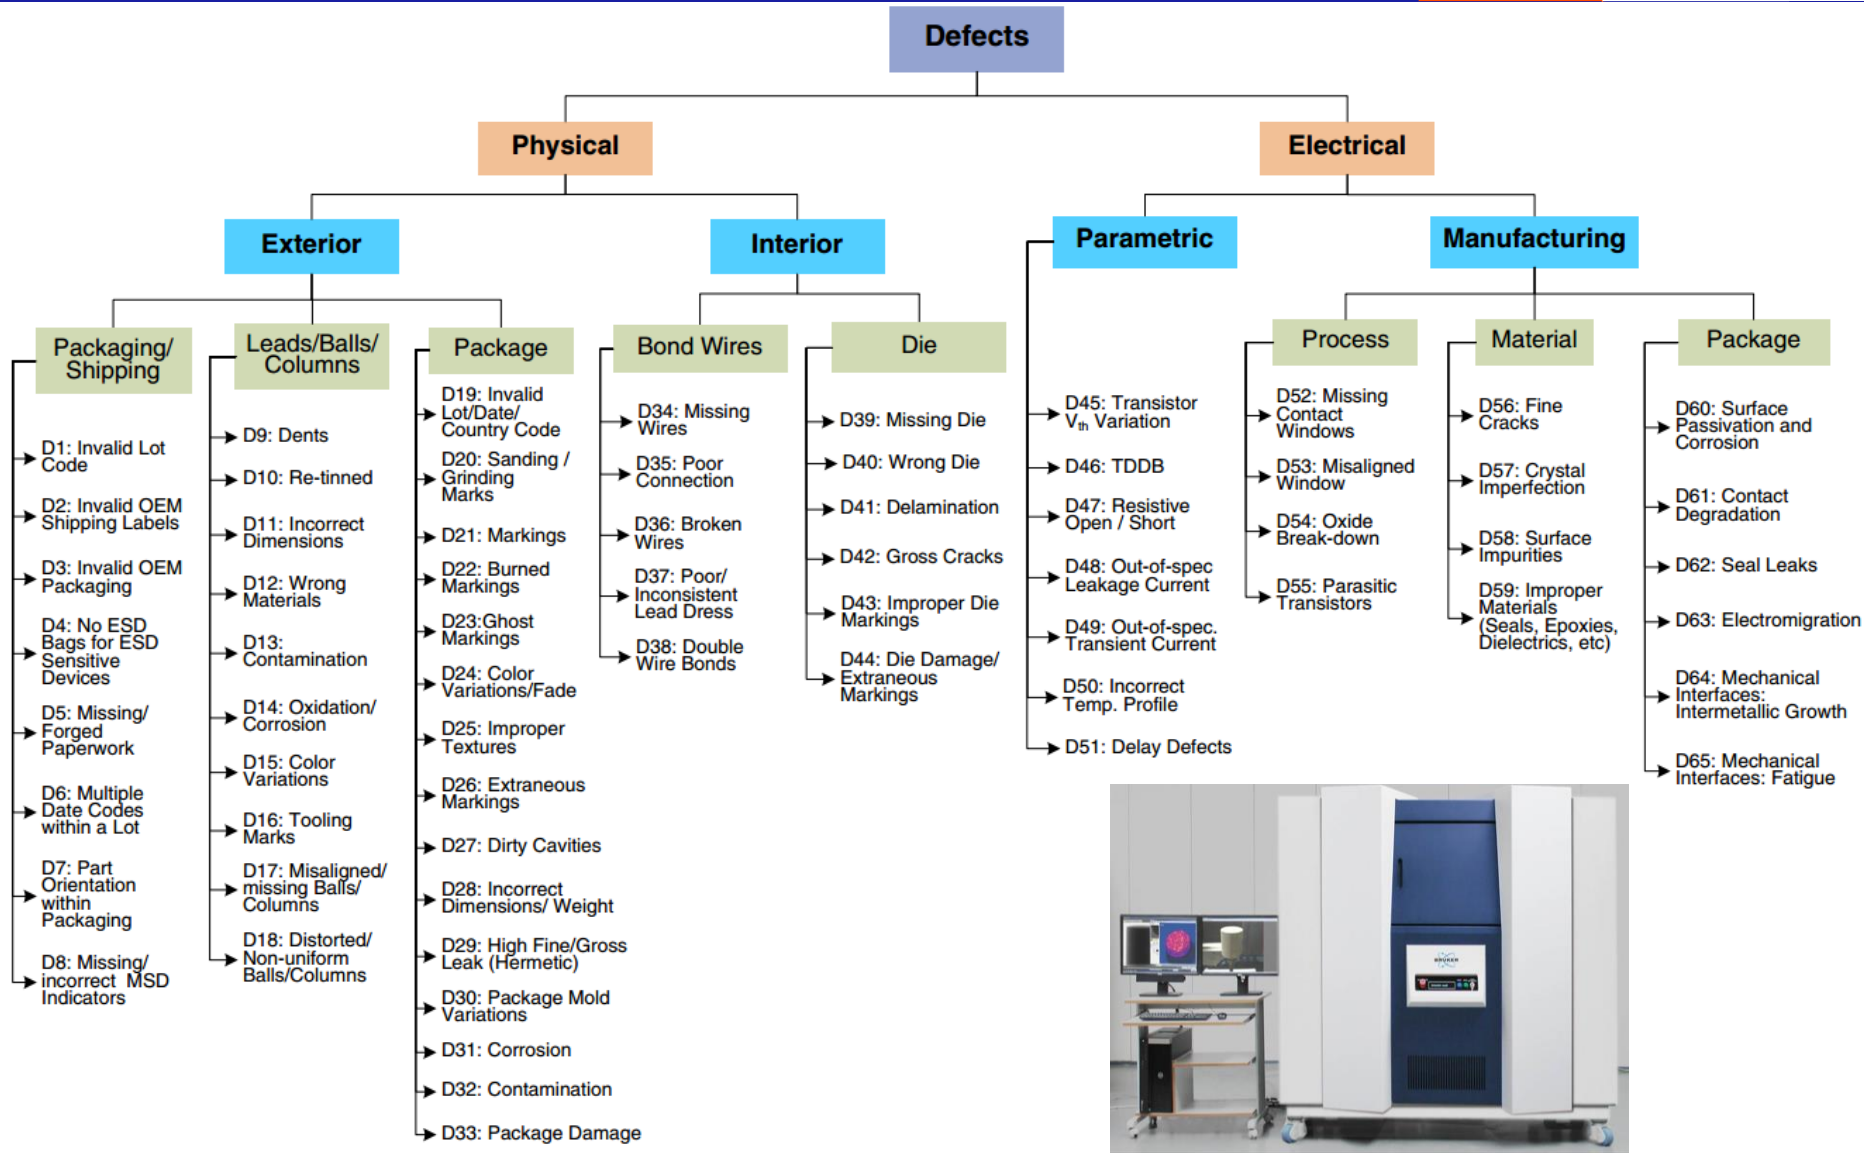 Defects
Physical
Electrical
Exterior
Interior
Parametric
Manufacturing
Packaging/
Shipping
D1: Invalid Lot
Code
D2: Invalid OEM
Shipping Labels
D3: Invalid OEM
Packaging
D4: No ESD
Bags for ESD
Sensitive
Devices
D5: Missing/
Forged
Paperwork
D6: Multiple
Date Codes
within a Lot
D7: Part
Orientation
within
Packaging
D8: Missing/
incorrect MSD
Indicators
Leads/Balls/
Columns
D9: Dents
D10: Re-tinned
D11: Incorrect
Dimensions
D12: Wrong
Materials
D13:
Contamination
D14: Oxidation/
Corrosion
D15: Color
Variations
D16: Tooling
Marks
D17: Misaligned/
missing Balls/
Columns
D18: Distorted/
Non-uniform
Balls/Columns
Package
D19: Invalid
Lot/Date/
Country Code
D20: Sanding /
Grinding
Marks
D21: Markings
D22: Burned
Markings
D23:Ghost
Markings
D24: Color
Variations/Fade
D25: Improper
Textures
D26: Extraneous
Markings
D27: Dirty Cavities
D28: Incorrect
Dimensions/ Weight
D29: High Fine/Gross
Leak (Hermetic)
D30: Package Mold
Variations
D31: Corrosion
D32: Contamination
D33: Package Damage
Bond Wires
D34: Missing
Wires
D35: Poor
Connection
D36: Broken
Wires
D37: Poor/
Inconsistent
Lead Dress
D38: Double
Wire Bonds
Die
D39: Missing Die
D40: Wrong Die
D41: Delamination
D42: Gross Cracks
D43: Improper Die
Markings
D44: Die Damage/
Extraneous
Markings
D45: Transistor
Vth Variation
D46: TDDB
D47: Resistive
Open / Short
D48: Out-of-spec
Leakage Current
D49: Out-of-spec.
Transient Current
D50: Incorrect
Temp. Profile
D51: Delay Defects
Process
D52: Missing
Contact
Windows
D53: Misaligned
Window
D54: Oxide
Break-down
D55: Parasitic
Transistors
Material
D56: Fine
Cracks
D57: Crystal
Imperfection
D58: Surface
Impurities
D59: Improper
Materials
(Seals, Epoxies,
Dielectrics, etc)
Package
D60: Surface
Passivation and
Corrosion
D61: Contact
Degradation
D62: Seal Leaks
D63: Electromigration
D64: Mechanical
Interfaces:
Intermetallic Growth
D65: Mechanical
Interfaces: Fatigue
BRUKER